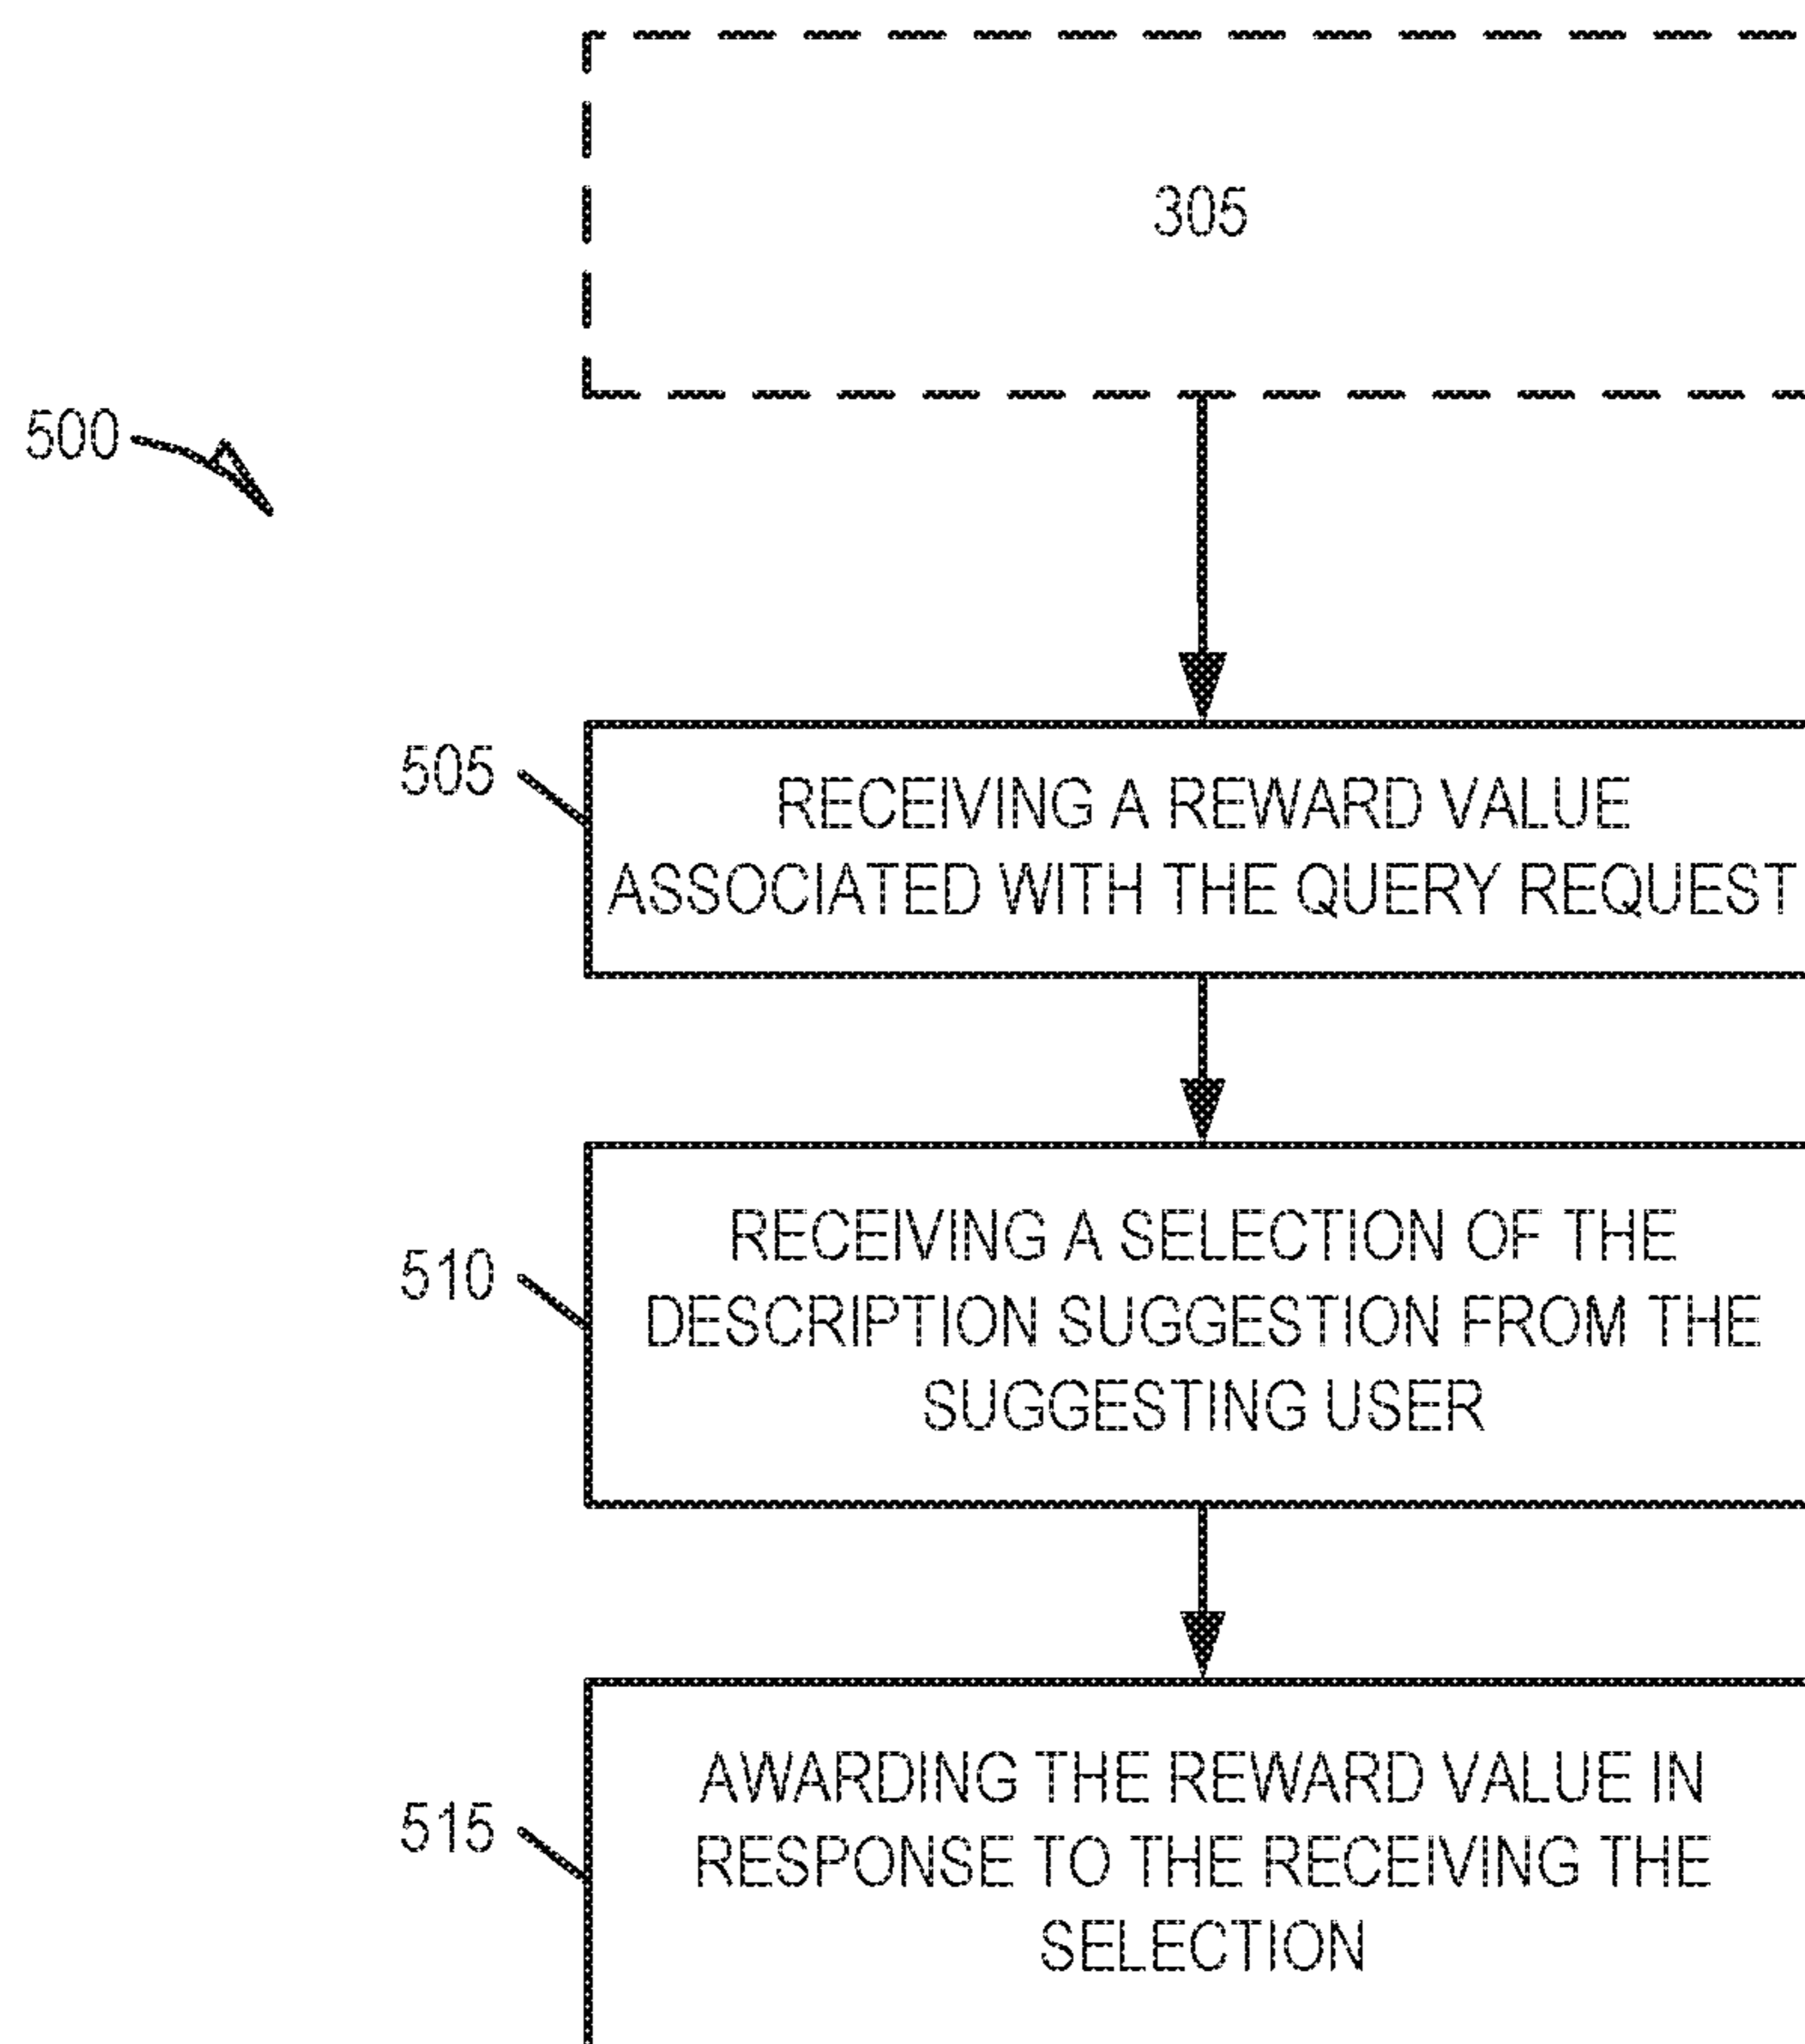 305
500
505
RECEIVING A REWARD VALUE
ASSOCIATED WITH THE QUERY REQUEST
510
RECEIVING A SELECTION OF THE
DESCRIPTION SUGGESTION FROM THE
SUGGESTING USER
515
AWARDING THE REWARD VALUE IN
RESPONSE TO THE RECEIVING THE
SELECTION